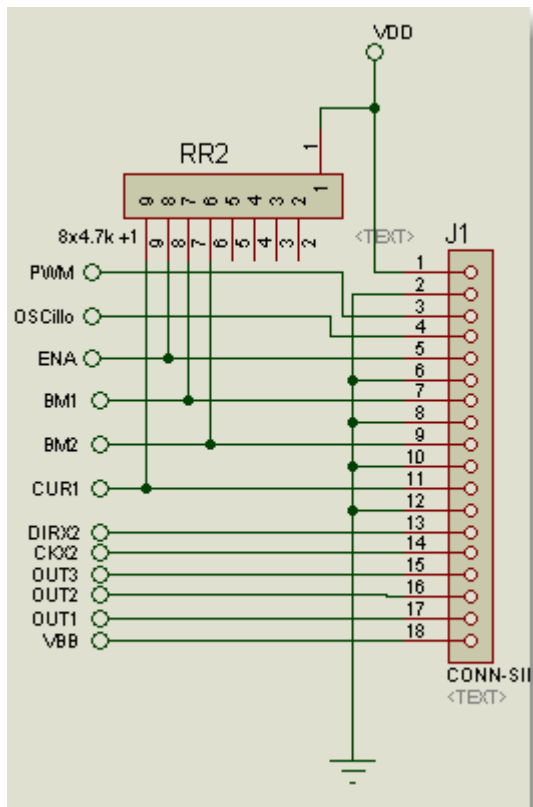 VDD
RR2
1
1
9 8 7 6 5 4 3 2
8x4.7k +1
9 8 7 6 5 4 3 2
<TEXT>
J1
PWM
OSCillo
ENA
BM1
BM2
CUR1
DIRX2
CKX2
OUT3
OUT2
OUT1
VBB
1
2
3
4
5
6
7
8
9
10
11
12
13
14
15
16
17
18
CONN-SII
<TEXT>